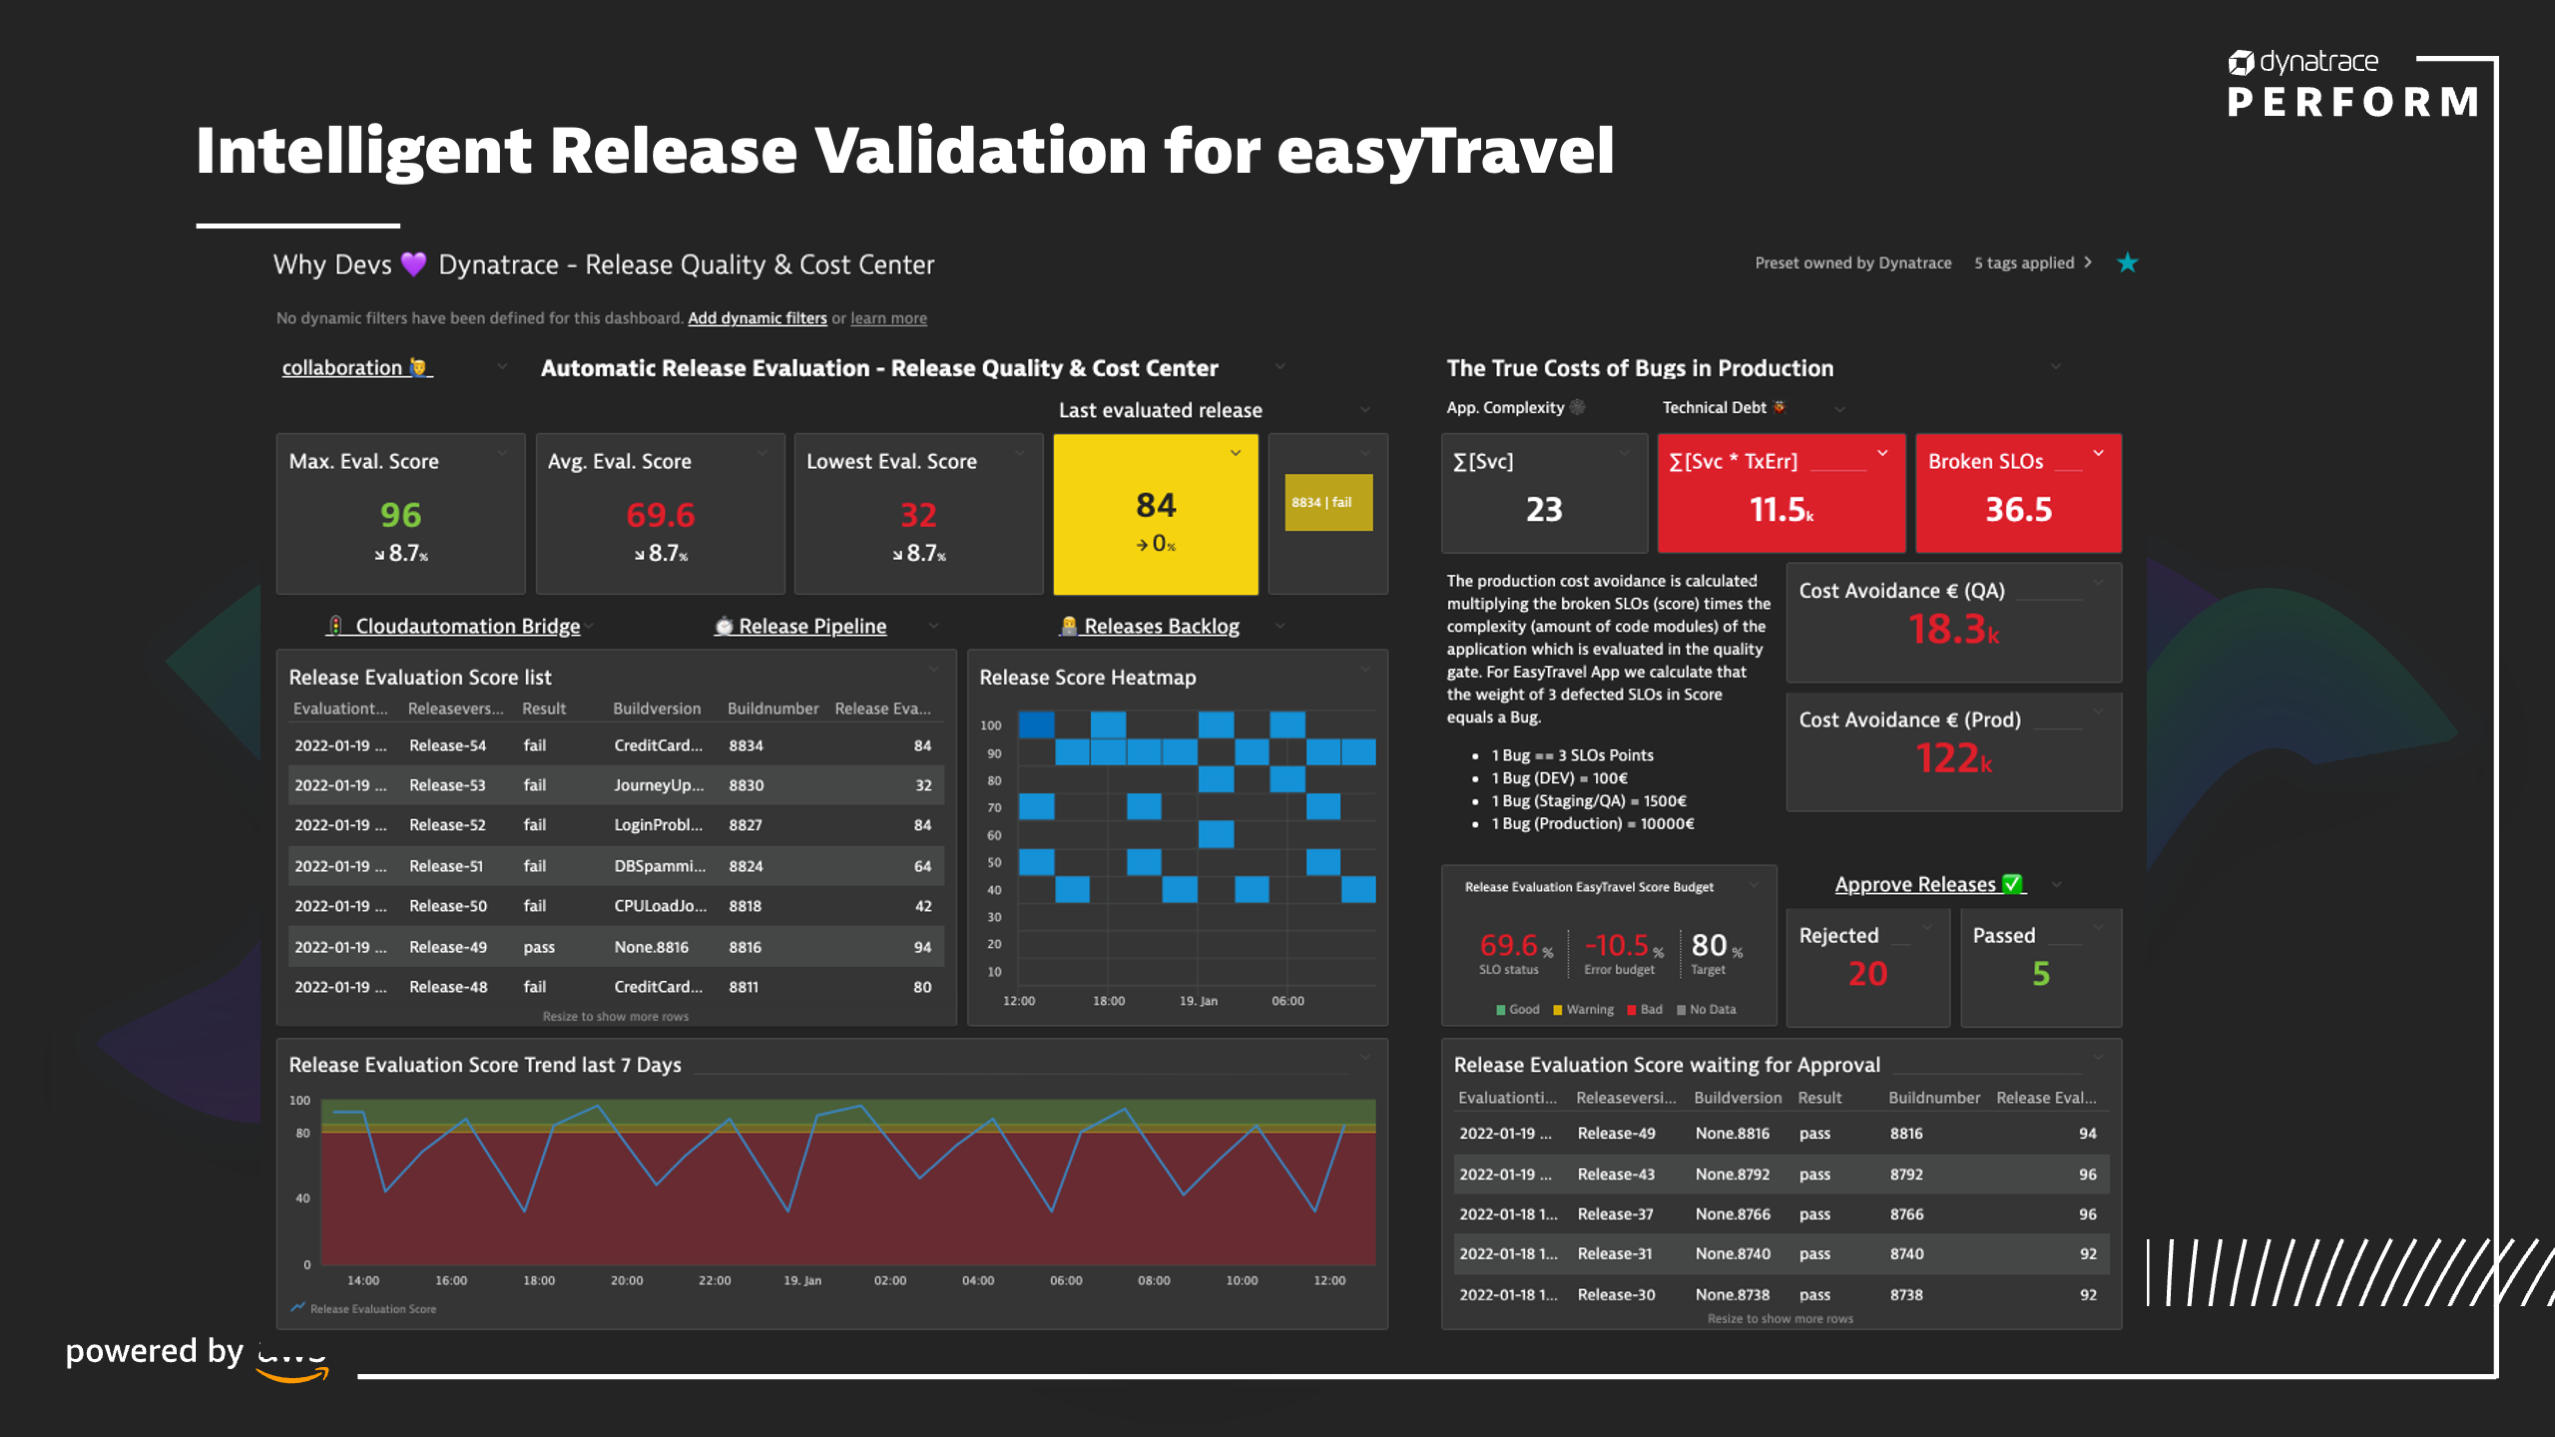 dynatrace
PERFORM
Intelligent Release Validation for easyTravel
Why Devs 💜 Dynatrace - Release Quality & Cost Center
Preset owned by Dynatrace 5 tags applied
No dynamic filters have been defined for this dashboard. Add dynamic filters or learn more
collaboration
Automatic Release Evaluation - Release Quality & Cost Center
Last evaluated release
Max. Eval. Score
96
↘ 8.7%
Avg. Eval. Score
69.6
↘ 8.7%
Lowest Eval. Score
32
↘ 8.7%
84
→ 0%
8834 | fail
Cloudautomation Bridge
Release Pipeline
Releases Backlog
Release Evaluation Score list
Evaluationt... Releasevers... Result Buildversion Buildnumber Release Eva...
2022-01-19 ... Release-54 fail CreditCard... 8834 84
2022-01-19 ... Release-53 fail JourneyUp... 8830 32
2022-01-19 ... Release-52 fail LoginProbl... 8827 84
2022-01-19 ... Release-51 fail DBSpammi... 8824 64
2022-01-19 ... Release-50 fail CPULoadJo... 8818 42
2022-01-19 ... Release-49 pass None.8816 8816 94
2022-01-19 ... Release-48 fail CreditCard... 8811 80
Resize to show more rows
Release Score Heatmap
100
90
80
70
60
50
40
30
20
10
12:00 18:00 19. Jan 06:00
Release Evaluation Score Trend last 7 Days
100
80
40
0
14:00 16:00 18:00 20:00 22:00 19. Jan 02:00 04:00 06:00 08:00 10:00 12:00
Release Evaluation Score
The True Costs of Bugs in Production
App. Complexity
Technical Debt
∑[Svc]
23
∑[Svc * TxErr]
11.5k
Broken SLOs
36.5
The production cost avoidance is calculated
multiplying the broken SLOs (score) times the
complexity (amount of code modules) of the
application which is evaluated in the quality
gate. For EasyTravel App we calculate that
the weight of 3 defected SLOs in Score
equals a Bug.
• 1 Bug == 3 SLOs Points
• 1 Bug (DEV) = 100€
• 1 Bug (Staging/QA) = 1500€
• 1 Bug (Production) = 10000€
Cost Avoidance € (QA)
18.3k
Cost Avoidance € (Prod)
122k
Release Evaluation EasyTravel Score Budget
69.6 % -10.5 % 80 %
SLO status Error budget Target
Good Warning Bad No Data
Approve Releases ✅
Rejected
20
Passed
5
Release Evaluation Score waiting for Approval
Evaluationti... Releaseversi... Buildversion Result Buildnumber Release Eval...
2022-01-19 ... Release-49 None.8816 pass 8816 94
2022-01-19 ... Release-43 None.8792 pass 8792 96
2022-01-18 1... Release-37 None.8766 pass 8766 96
2022-01-18 1... Release-31 None.8740 pass 8740 92
2022-01-18 1... Release-30 None.8738 pass 8738 92
Resize to show more rows
powered by aws